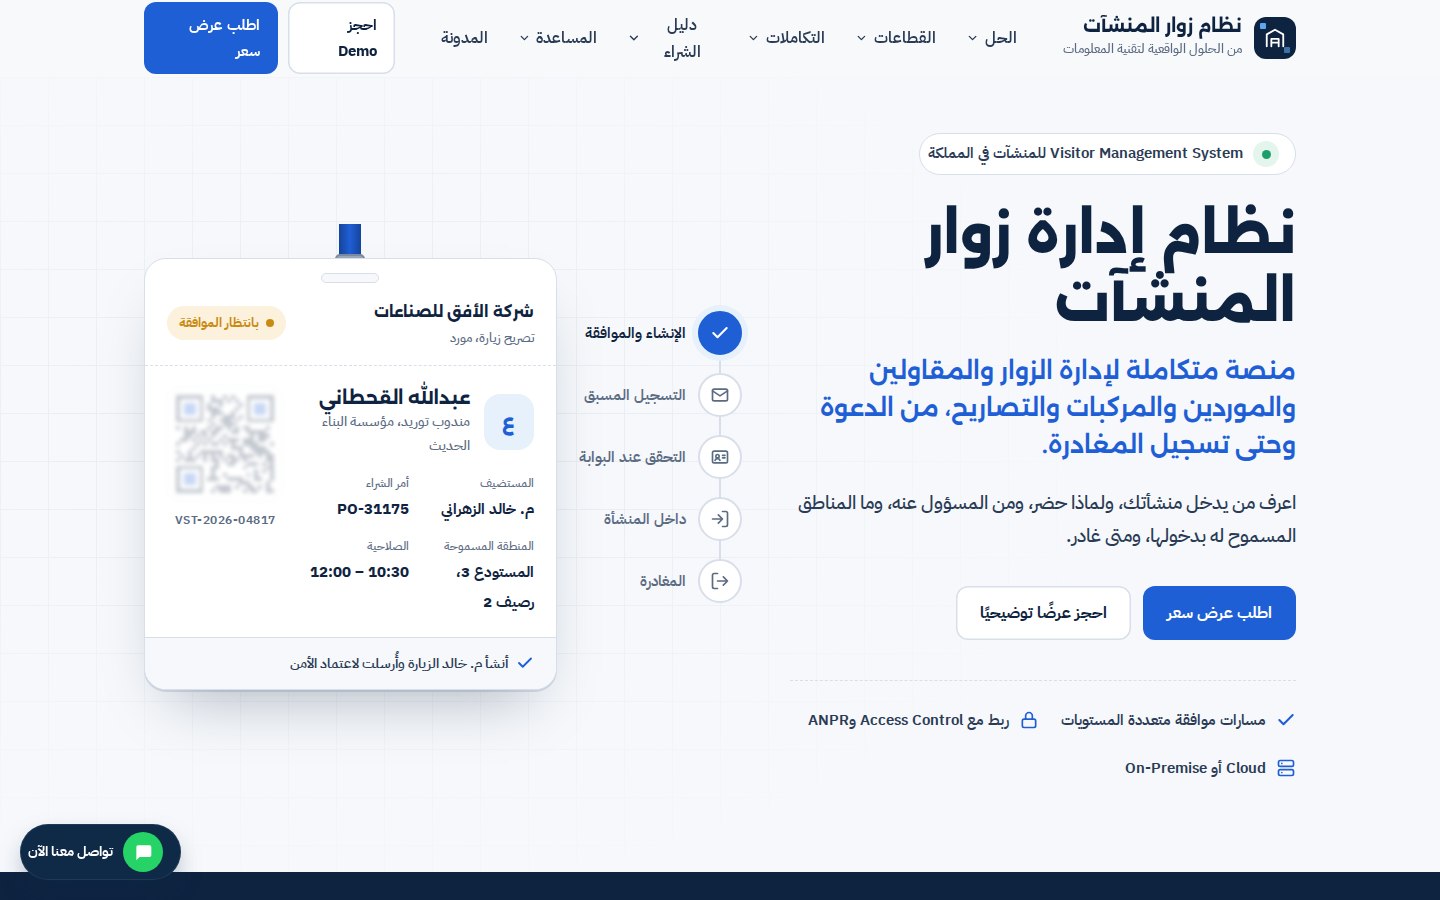 نظام زوار المنشآت
من الحلول الواقعية لتقنية المعلومات
الحل
القطاعات
التكاملات
دليل
الشراء
المساعدة
المدونة
احجز
Demo
اطلب عرض
سعر
Visitor Management System للمنشآت في المملكة
نظام إدارة زوار
المنشآت
منصة متكاملة لإدارة الزوار والمقاولين
والموردين والمركبات والتصاريح، من الدعوة
وحتى تسجيل المغادرة.
اعرف من يدخل منشأتك، ولماذا حضر، ومن المسؤول عنه، وما المناطق
المسموح له بدخولها، ومتى غادر.
اطلب عرض سعر
احجز عرضًا توضيحيًا
مسارات موافقة متعددة المستويات
ربط مع Access Control وANPR
Cloud أو On-Premise
الإنشاء والموافقة
التسجيل المسبق
التحقق عند البوابة
داخل المنشأة
المغادرة
شركة الأفق للصناعات
تصريح زيارة، مورد
بانتظار الموافقة
ع
عبدالله القحطاني
مندوب توريد، مؤسسة البناء
الحديث
المستضيف
م. خالد الزهراني
أمر الشراء
PO-31175
المنطقة المسموحة
المستودع 3،
رصيف 2
الصلاحية
10:30 – 12:00
VST-2026-04817
أنشأ م. خالد الزيارة وأُرسلت لاعتماد الأمن
تواصل معنا الآن